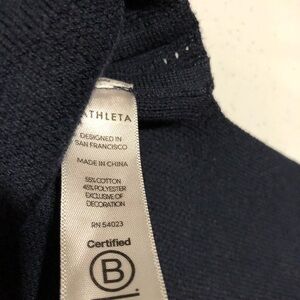 ATHLETA
DESIGNED IN
SAN FRANCISCO
MADE IN CHINA
55% COTTON
45% POLYESTER
EXCLUSIVE OF
DECORATION
RN 54023
Certified
B